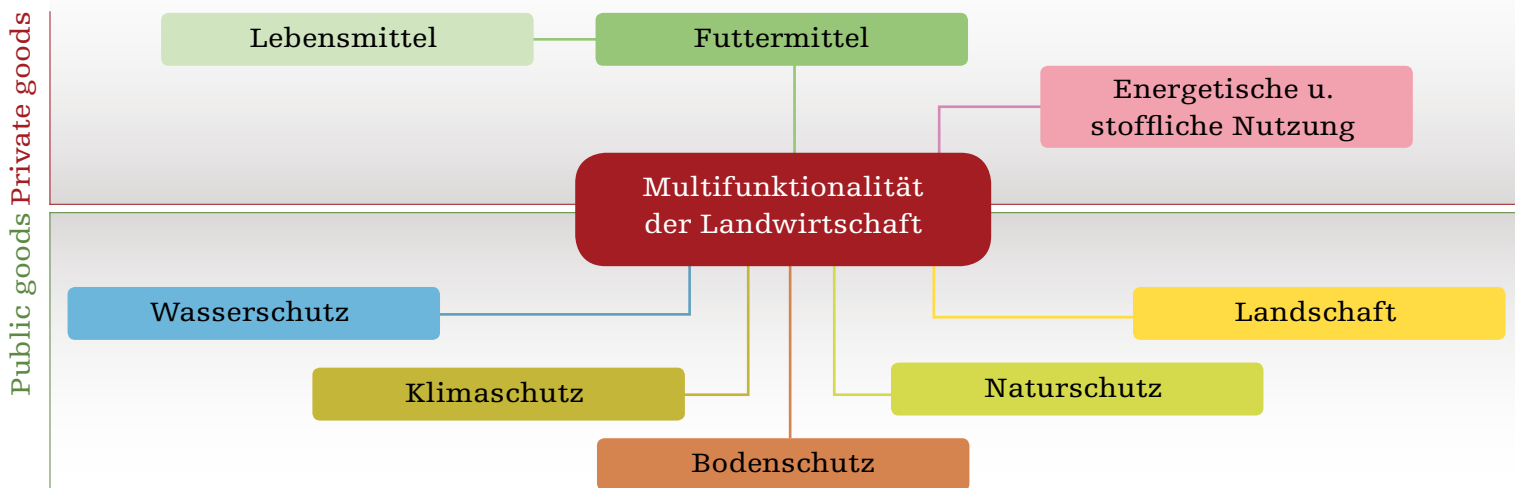 Private goods
Lebensmittel
Futtermittel
Energetische u.
stoffliche Nutzung
Multifunktionalität
der Landwirtschaft
Public goods
Wasserschutz
Landschaft
Klimaschutz
Naturschutz
Bodenschutz